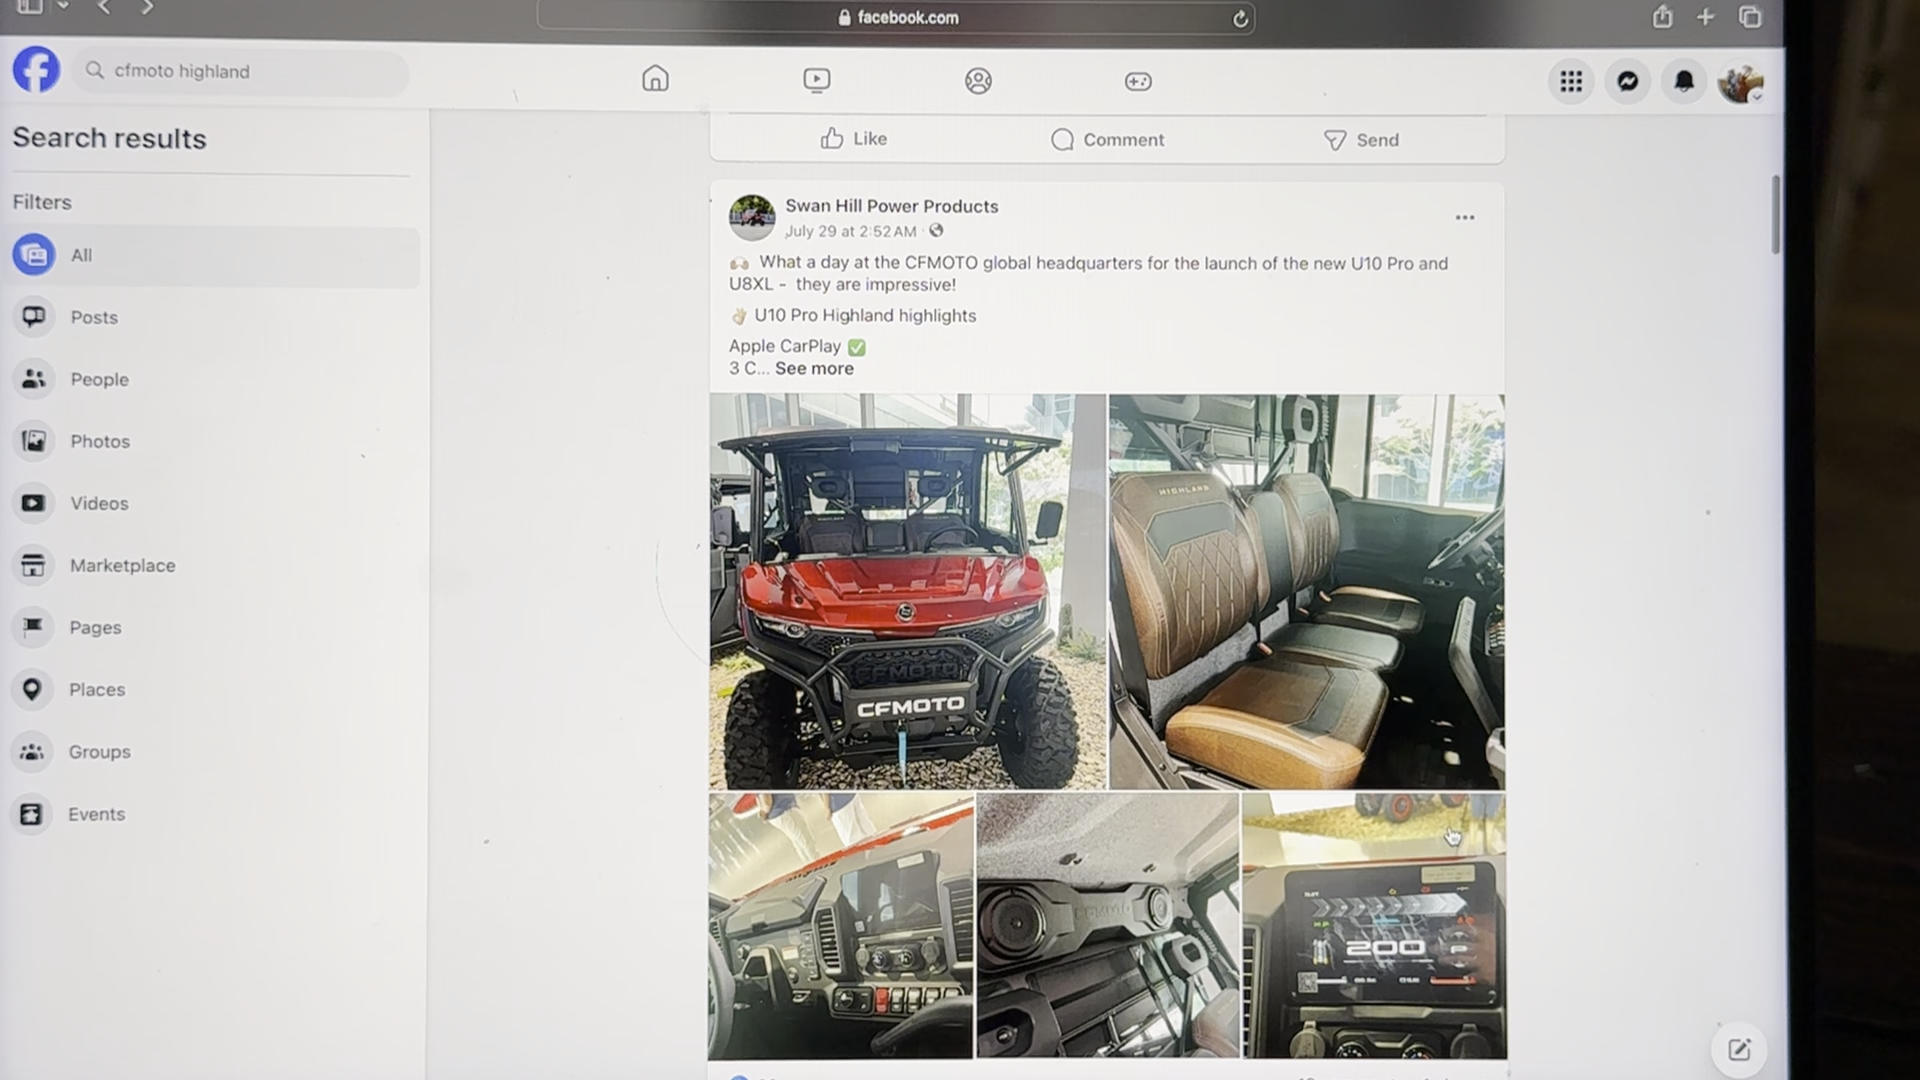 facebook.com
cfmoto highland
Search results
Filters
All
Posts
People
Photos
Videos
Marketplace
Pages
Places
Groups
Events
Like
Comment
Send
Swan Hill Power Products
July 29 at 2:52 AM ·
What a day at the CFMOTO global headquarters for the launch of the new U10 Pro and
U8XL - they are impressive!
U10 Pro Highland highlights
Apple CarPlay
3 C... See more
CFMOTO
CFMOTO
HIGHLAND
CFMOTO
200
P